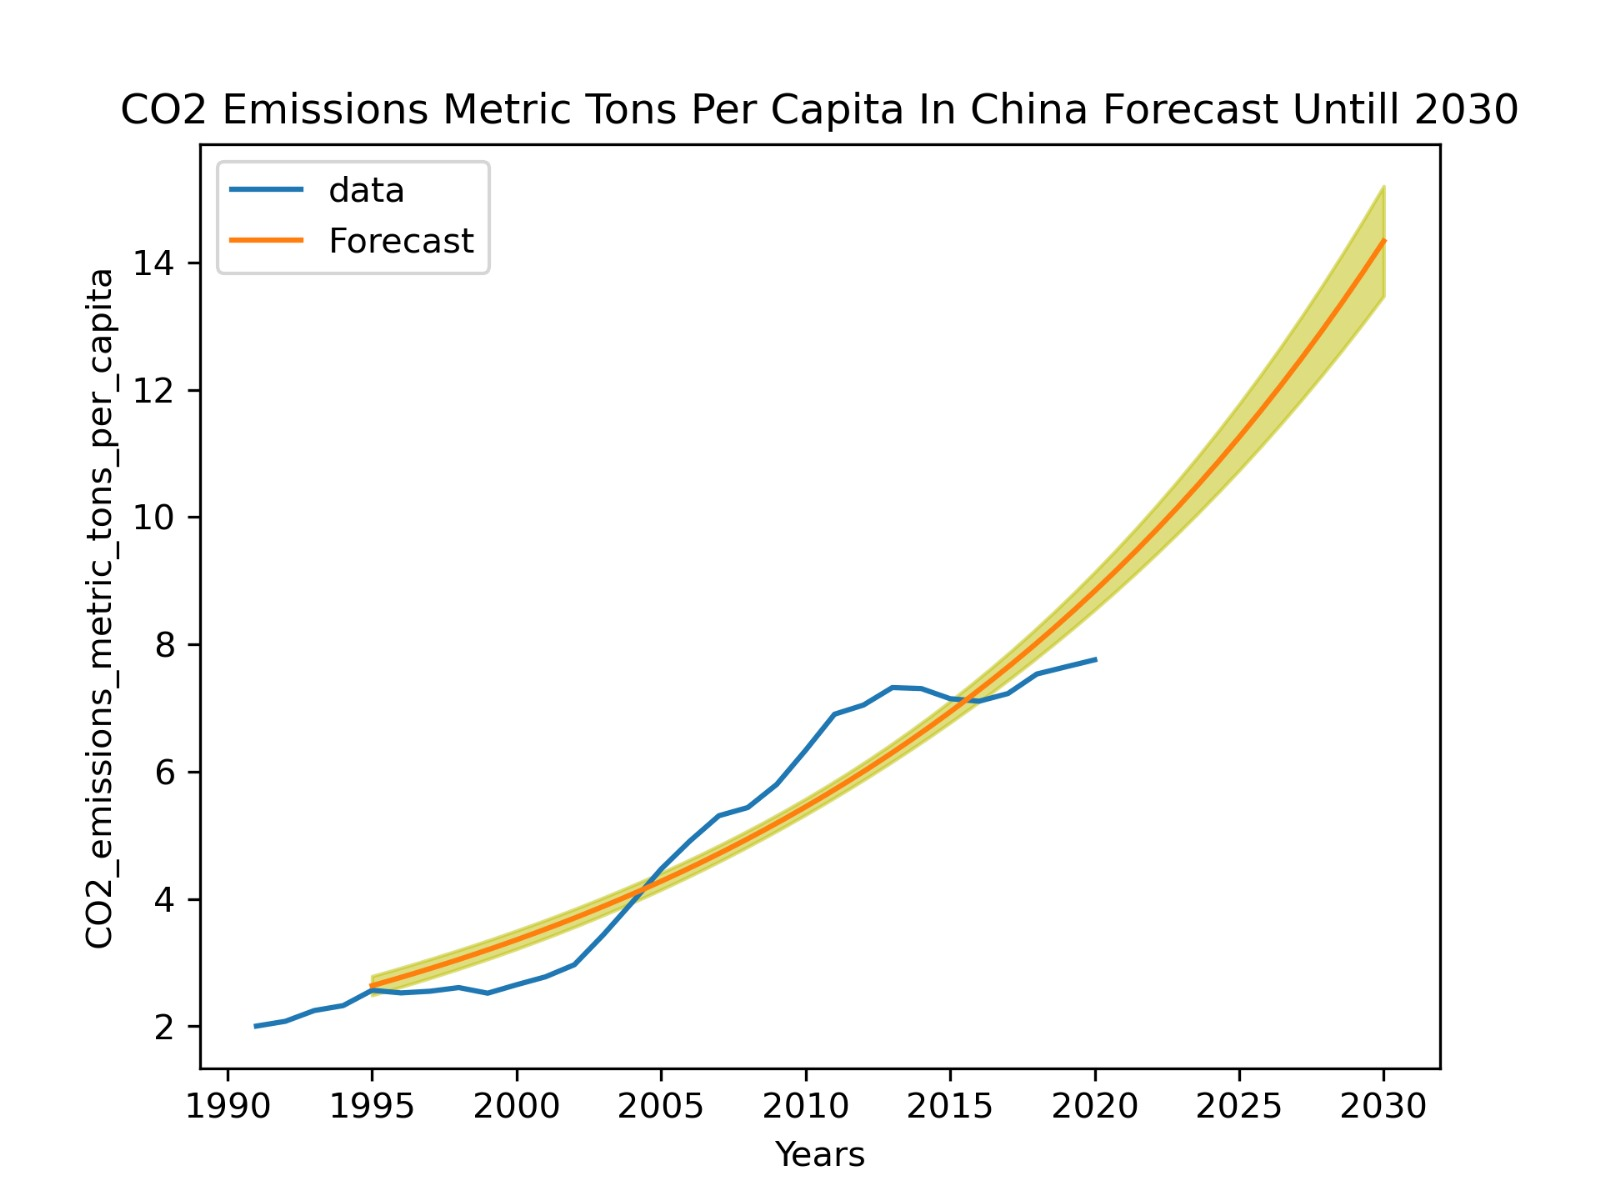 CO2 Emissions Metric Tons Per Capita In China Forecast Untill 2030
data
Forecast
CO2_emissions_metric_tons_per_capita
14
12
10
8
6
4
2
1990 1995 2000 2005 2010 2015 2020 2025 2030
Years